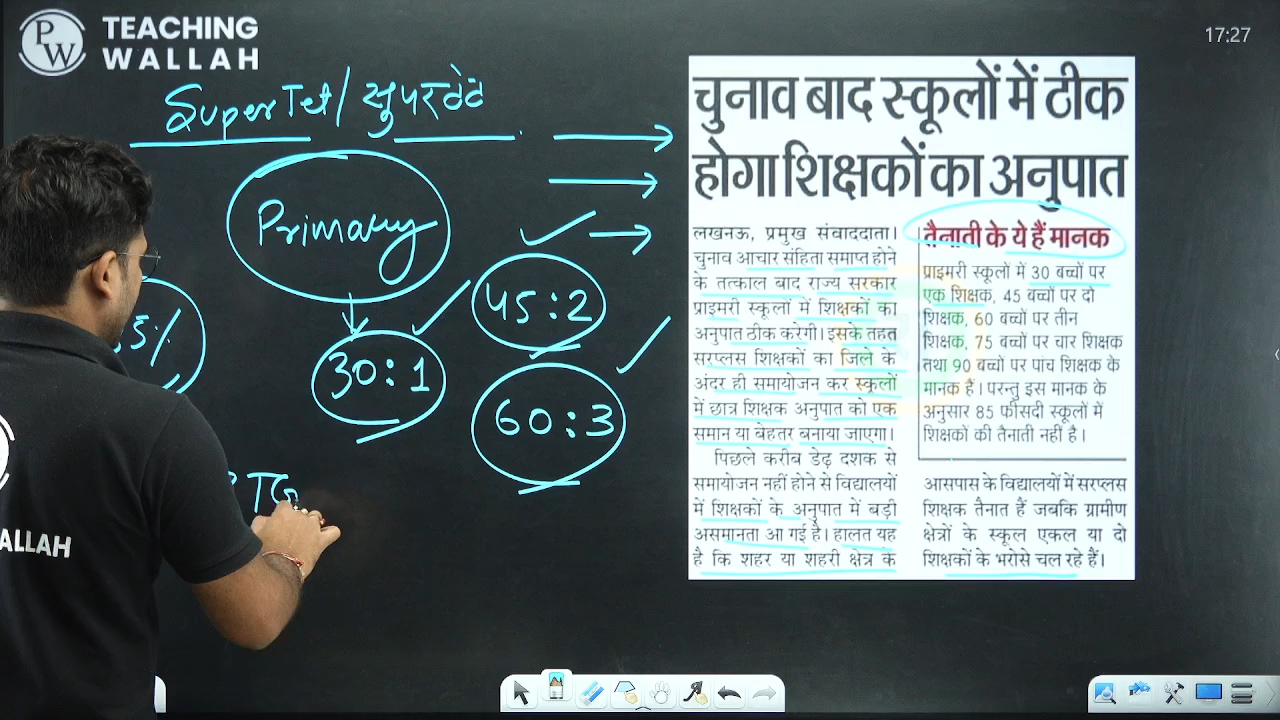 PW
TEACHING
WALLAH
17:27
SuperTet/ सुपरटेट
Primary
5%
30:1
45:2
60:3
TG
ALLAH
चुनाव बाद स्कूलों में ठीक
होगा शिक्षकों का अनुपात
लखनऊ, प्रमुख संवाददाता।
चुनाव आचार संहिता समाप्त होने
के तत्काल बाद राज्य सरकार
प्राइमरी स्कूलों में शिक्षकों का
अनुपात ठीक करेगी। इसके तहत
सरप्लस शिक्षकों का जिले के
अंदर ही समायोजन कर स्कूलों
में छात्र शिक्षक अनुपात को एक
समान या बेहतर बनाया जाएगा।
पिछले करीब डेढ़ दशक से
समायोजन नहीं होने से विद्यालयों
में शिक्षकों के अनुपात में बड़ी
असमानता आ गई है। हालत यह
है कि शहर या शहरी क्षेत्र के
तैनाती के ये हैं मानक
प्राइमरी स्कूलों में 30 बच्चों पर
एक शिक्षक, 45 बच्चों पर दो
शिक्षक, 60 बच्चों पर तीन
शिक्षक, 75 बच्चों पर चार शिक्षक
तथा 90 बच्चों पर पांच शिक्षक के
मानक हैं। परन्तु इस मानक के
अनुसार 85 फीसदी स्कूलों में
शिक्षकों की तैनाती नहीं है।
आसपास के विद्यालयों में सरप्लस
शिक्षक तैनात हैं जबकि ग्रामीण
क्षेत्रों के स्कूल एकल या दो
शिक्षकों के भरोसे चल रहे हैं।